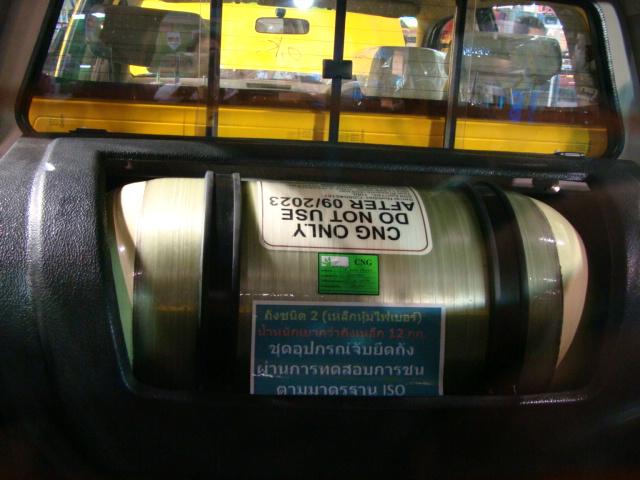 CNG ONLY
DO NOT USE
AFTER 09/2023
CNG
ถังชนิด 2 (เหล็กหุ้มไฟเบอร์)
น้ำหนักเบากว่าถังเหล็ก 12 กก.
ชุดอุปกรณ์จับยึดถัง
ผ่านการทดสอบการชน
ตามมาตรฐาน ISO